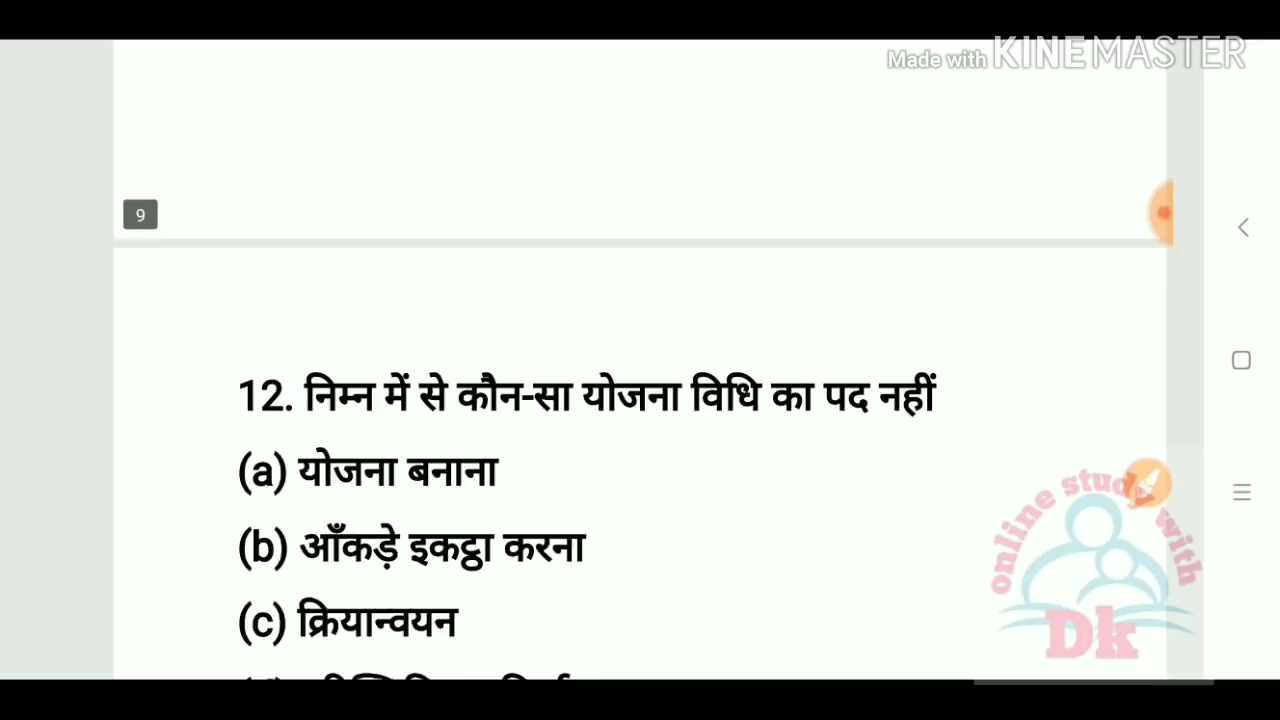 Made with KINEMASTER
9
12. निम्न में से कौन-सा योजना विधि का पद नहीं
(a) योजना बनाना
(b) आँकड़े इकट्ठा करना
(c) क्रियान्वयन
online study with
Dk